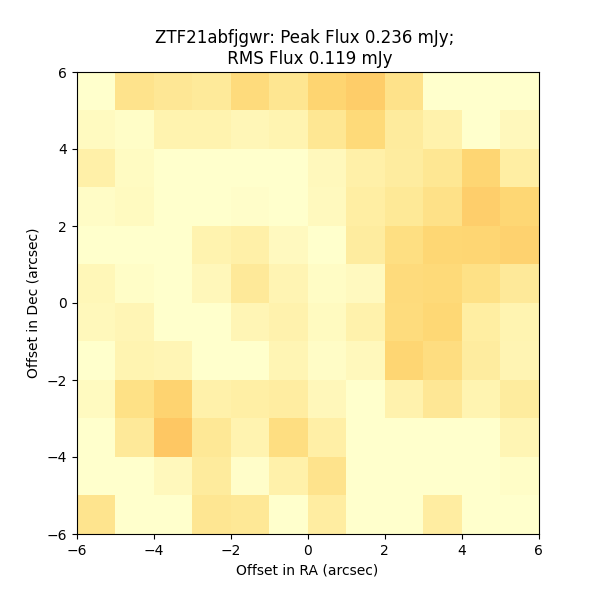 ZTF21abfjgwr: Peak Flux 0.236 mJy;
RMS Flux 0.119 mJy
6
4
2
0
−2
−4
−6
Offset in Dec (arcsec)
−6 −4 −2 0 2 4 6
Offset in RA (arcsec)